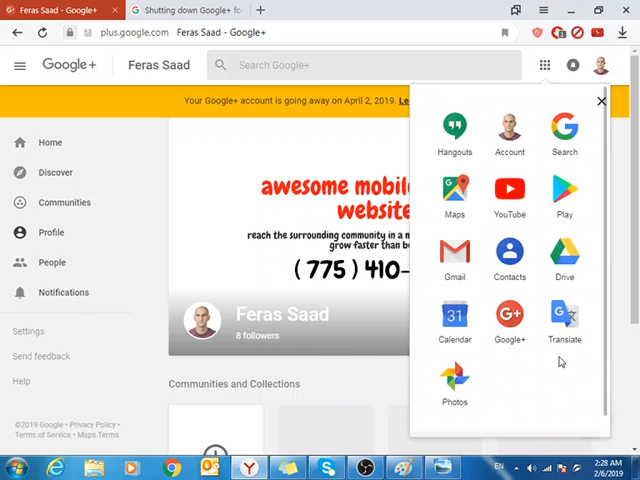 Feras Saad - Google+
Shutting down Google+ fo
plus.google.com
Feras Saad - Google+
Google+
Feras Saad
Search Google+
Your Google+ account is going away on April 2, 2019. Le
Home
Discover
Communities
Profile
People
Notifications
Settings
Send feedback
Help
©2019 Google • Privacy Policy •
Terms of Service • Maps Terms
awesome mobil
website
reach the surrounding community in a m
grow faster than be
( 775 ) 410-
Feras Saad
8 followers
Communities and Collections
Hangouts
Account
Search
Maps
YouTube
Play
Gmail
Contacts
Drive
31
Calendar
G+
Google+
G
Translate
Photos
EN
2:28 AM
2/6/2019